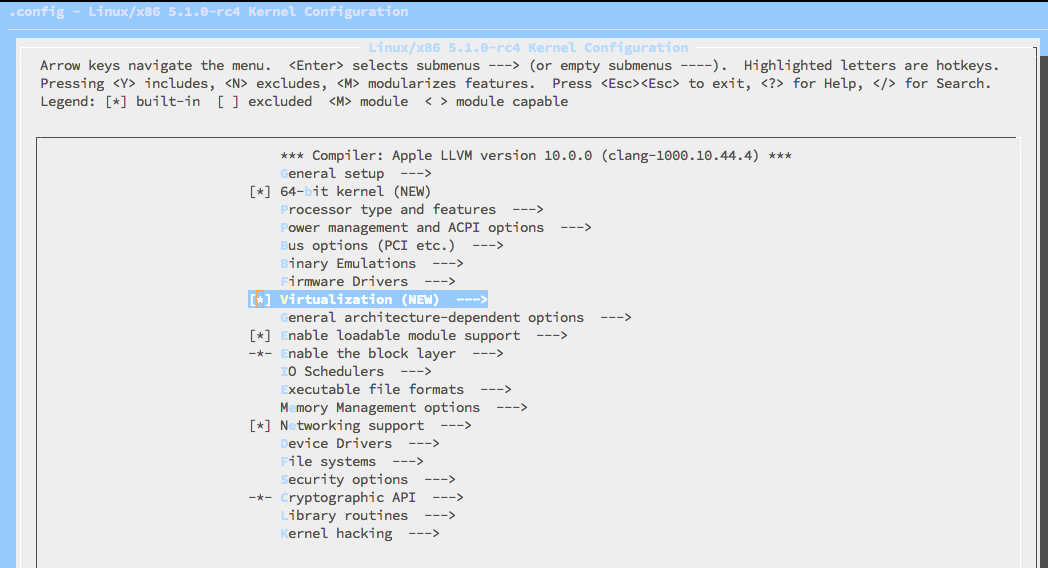 .config - Linux/x86 5.1.0-rc4 Kernel Configuration
Linux/x86 5.1.0-rc4 Kernel Configuration
Arrow keys navigate the menu.  <Enter> selects submenus ---> (or empty submenus ----).  Highlighted letters are hotkeys.
Pressing <Y> includes, <N> excludes, <M> modularizes features.  Press <Esc><Esc> to exit, <?> for Help, </> for Search.
Legend: [*] built-in  [ ] excluded  <M> module  < > module capable
*** Compiler: Apple LLVM version 10.0.0 (clang-1000.10.44.4) ***
General setup  --->
[*] 64-bit kernel (NEW)
Processor type and features  --->
Power management and ACPI options  --->
Bus options (PCI etc.)  --->
Binary Emulations  --->
Firmware Drivers  --->
[*] Virtualization (NEW)  --->
General architecture-dependent options  --->
[*] Enable loadable module support  --->
-*- Enable the block layer  --->
IO Schedulers  --->
Executable file formats  --->
Memory Management options  --->
[*] Networking support  --->
Device Drivers  --->
File systems  --->
Security options  --->
-*- Cryptographic API  --->
Library routines  --->
Kernel hacking  --->